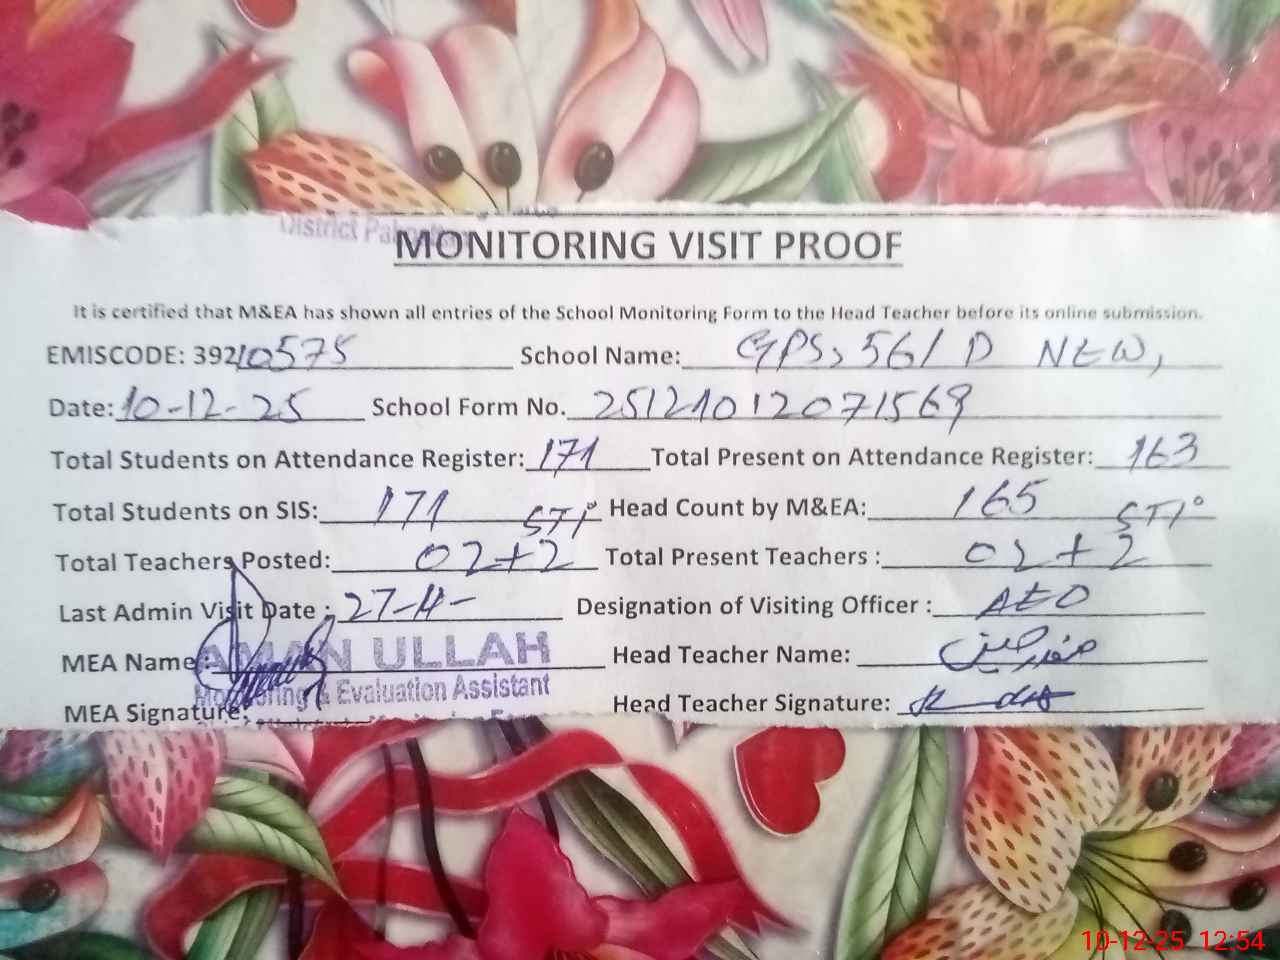 District
MONITORING VISIT PROOF
It is certified that M&EA has shown all entries of the School Monitoring Form to the Head Teacher before its online submission.
EMISCODE: 39210575 School Name: GPS, 561 D NEW,
Date: 10-12-25 School Form No. 25121012071569
Total Students on Attendance Register: 171 Total Present on Attendance Register: 163
Total Students on SIS: 171 Head Count by M&EA: 165
STI STI
Total Teachers Posted: 02+2 Total Present Teachers : 02+2
Last Admin Visit Date : 27-11- Designation of Visiting Officer : AEO
MEA Name : AMAN ULLAH Head Teacher Name:
Monitoring & Evaluation Assistant
MEA Signature: Head Teacher Signature:
10-12-25 12:54